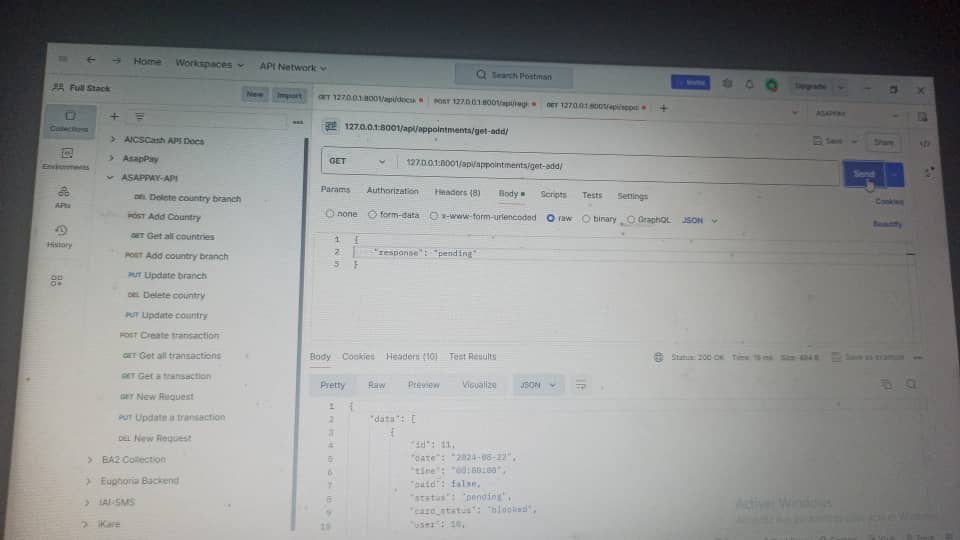 Home Workspaces API Network
Search Postman
Invite
Upgrade
Full Stack
New Import
GET 127.0.0.1:8001/api/docu
POST 127.0.0.1:8001/api/regi
GET 127.0.0.1:8001/api/appoi
ASAPPAY
Collections
Environments
APIs
History
AICSCash API Docs
AsapPay
ASAPPAY-API
DEL Delete country branch
POST Add Country
GET Get all countries
POST Add country branch
PUT Update branch
DEL Delete country
PUT Update country
POST Create transaction
GET Get all transactions
GET Get a transaction
GET New Request
PUT Update a transaction
DEL New Request
BA2 Collection
Euphoria Backend
IAI-SMS
iKare
127.0.0.1:8001/api/appointments/get-add/
Save
Share
GET 127.0.0.1:8001/api/appointments/get-add/
Send
Params Authorization Headers (8) Body Scripts Tests Settings
Cookies
none form-data x-www-form-urlencoded raw binary GraphQL JSON
Beautify
1 {
2 "response": "pending"
}
Body Cookies Headers (10) Test Results
Status: 200 OK Time: Size: Save as example
Pretty Raw Preview Visualize JSON
1 {
2 "data": [
3 {
4 "id": 11,
5 "date": "2024-08-22",
6 "time": "00:00:00",
7 "paid": false,
8 "status": "pending",
9 "card_status": "blocked",
10 "user": 10,
Activate Windows